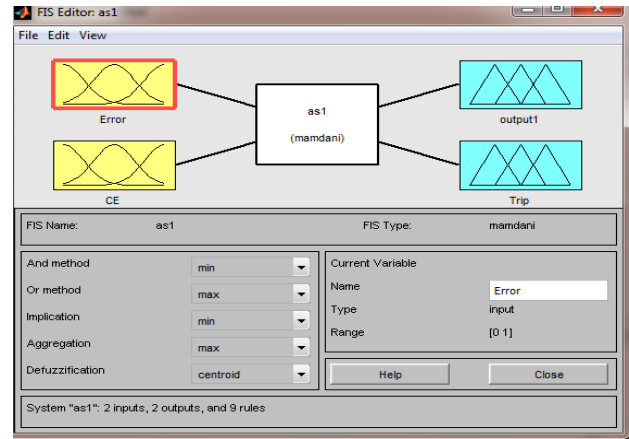 FIS Editor: as1
File Edit View
Error
CE
as1
(mamdani)
output1
Trip
FIS Name: as1 FIS Type: mamdani
And method min
Or method max
Implication min
Aggregation max
Defuzzification centroid
Current Variable
Name Error
Type input
Range [0 1]
Help Close
System "as1": 2 inputs, 2 outputs, and 9 rules